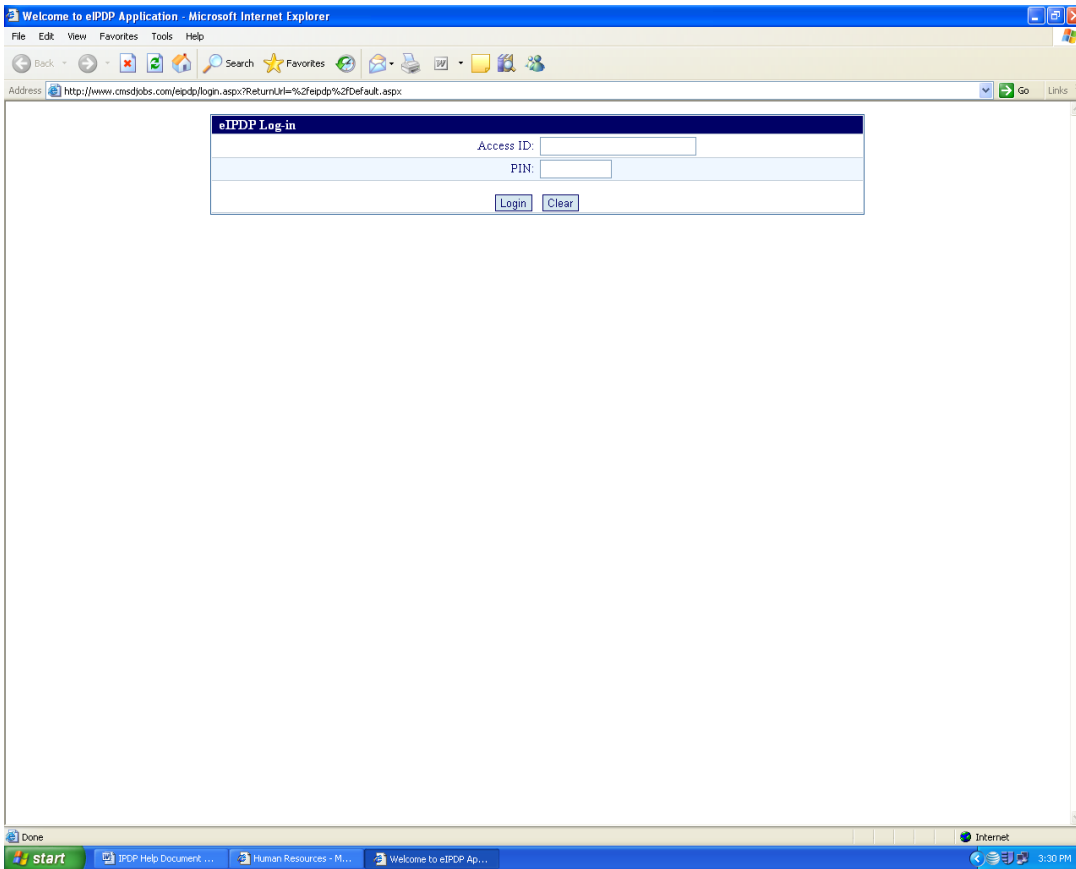 Welcome to eIPDP Application - Microsoft Internet Explorer
File Edit View Favorites Tools Help
Back Search Favorites
Address http://www.cmsdjobs.com/eipdp/login.aspx?ReturnUrl=%2feipdp%2fDefault.aspx Go Links
eIPDP Log-in
Access ID:
PIN:
Login Clear
Done Internet
start IPDP Help Document ... Human Resources - M... Welcome to eIPDP Ap... 3:30 PM